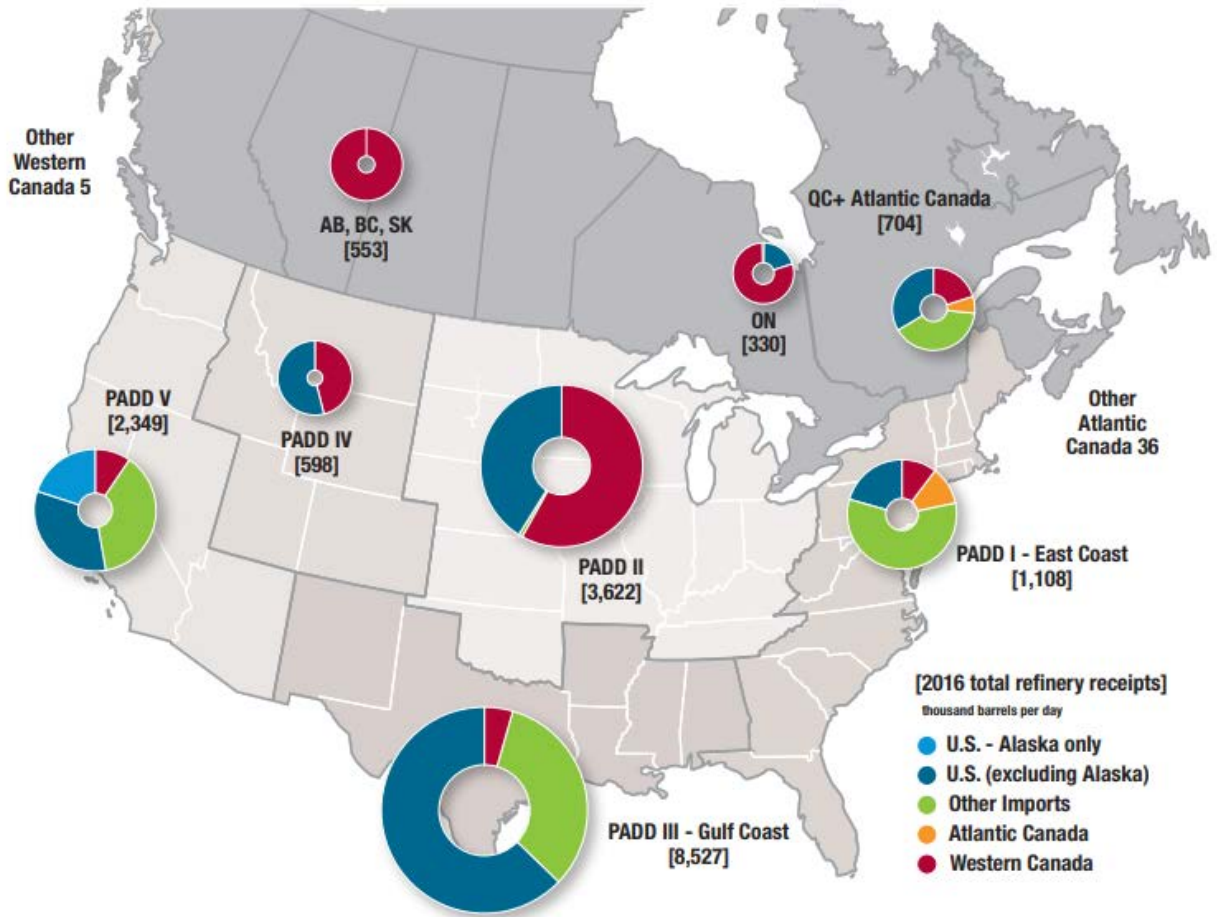 Other
Western
Canada 5
AB, BC, SK
[553]
QC+ Atlantic Canada
[704]
ON
[330]
PADD V
[2,349]
PADD IV
[598]
PADD II
[3,622]
Other
Atlantic
Canada 36
PADD I - East Coast
[1,108]
PADD III - Gulf Coast
[8,527]
[2016 total refinery receipts]
thousand barrels per day
U.S. - Alaska only
U.S. (excluding Alaska)
Other Imports
Atlantic Canada
Western Canada